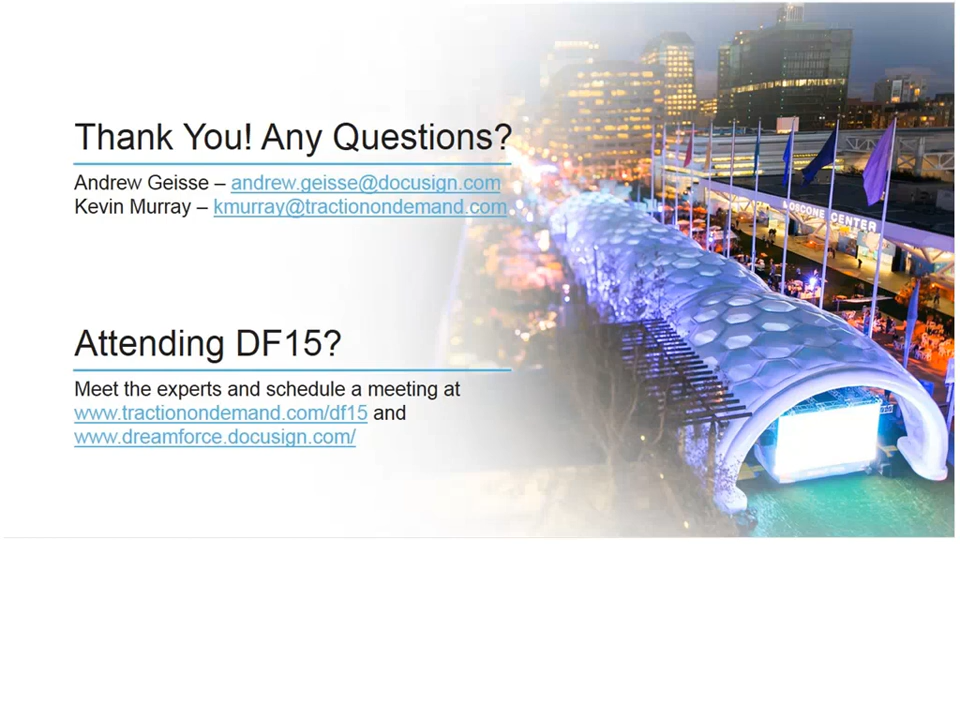 Thank You! Any Questions?
Andrew Geisse – andrew.geisse@docusign.com
Kevin Murray – kmurray@tractionondemand.com
MOSCONE CENTER
Attending DF15?
Meet the experts and schedule a meeting at
www.tractionondemand.com/df15 and
www.dreamforce.docusign.com/